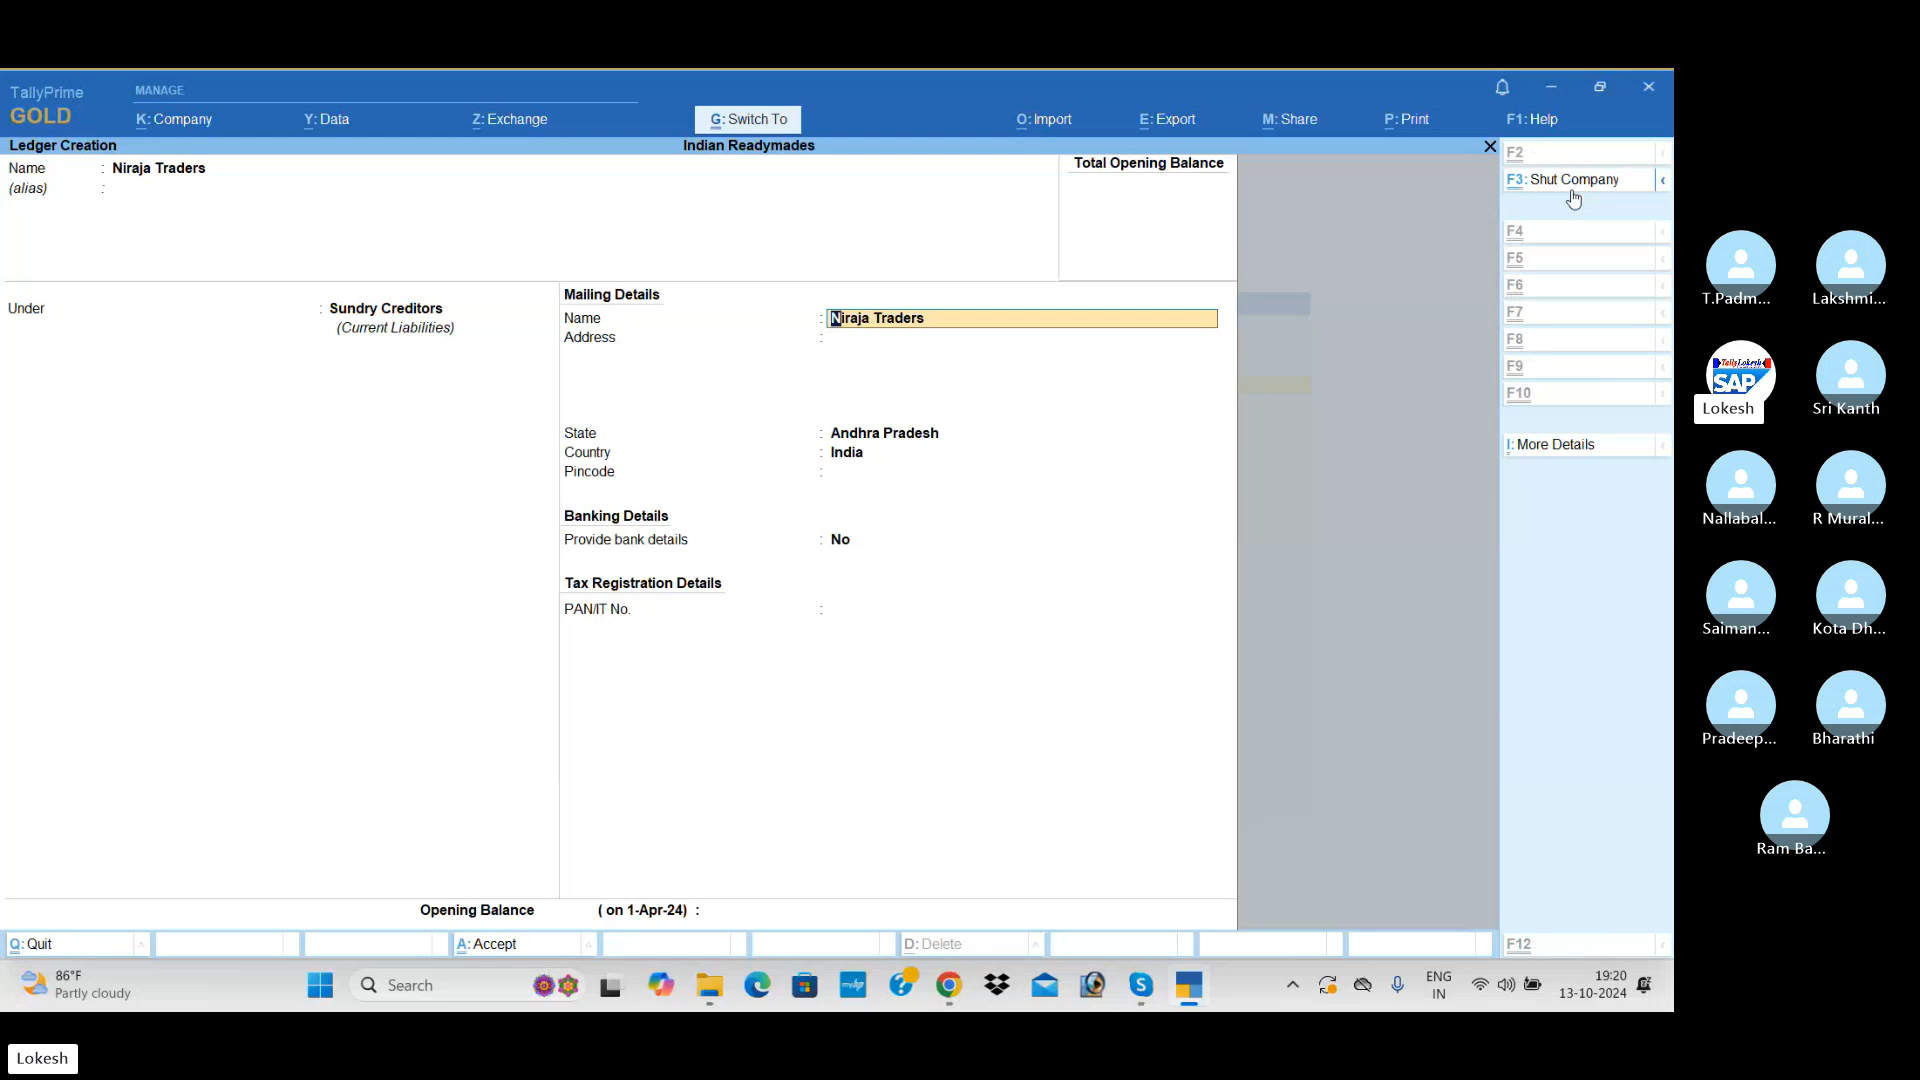 TallyPrime
GOLD
MANAGE
K: Company
Y: Data
Z: Exchange
G: Switch To
O: Import
E: Export
M: Share
P: Print
F1: Help
Ledger Creation
Indian Readymades
Name : Niraja Traders
(alias) :
Total Opening Balance
Under : Sundry Creditors
(Current Liabilities)
Mailing Details
Name : Niraja Traders
Address :
State : Andhra Pradesh
Country : India
Pincode :
Banking Details
Provide bank details : No
Tax Registration Details
PAN/IT No. :
Opening Balance ( on 1-Apr-24) :
F2
F3: Shut Company
F4
F5
F6
F7
F8
F9
F10
I: More Details
F12
Q: Quit
A: Accept
D: Delete
86°F
Partly cloudy
Search
myhp
ENG
IN
19:20
13-10-2024
T.Padm...
Lakshmi...
TallyLokesh
SAP
Lokesh
Sri Kanth
Nallabal...
R Mural...
Saiman...
Kota Dh...
Pradeep...
Bharathi
Ram Ba...
Lokesh